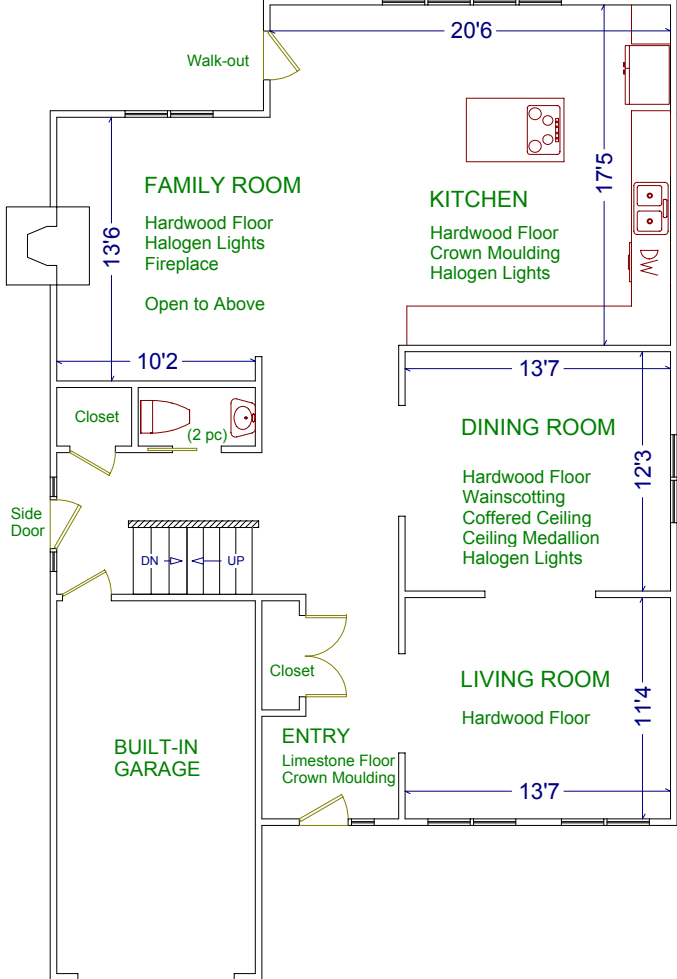 20'6
Walk-out
17'5
FAMILY ROOM
Hardwood Floor
Halogen Lights
Fireplace
Open to Above
13'6
10'2
KITCHEN
Hardwood Floor
Crown Moulding
Halogen Lights
DW
Closet
(2 pc)
13'7
DINING ROOM
Hardwood Floor
Wainscotting
Coffered Ceiling
Ceiling Medallion
Halogen Lights
12'3
Side
Door
DN
UP
Closet
LIVING ROOM
Hardwood Floor
11'4
13'7
ENTRY
Limestone Floor
Crown Moulding
BUILT-IN
GARAGE